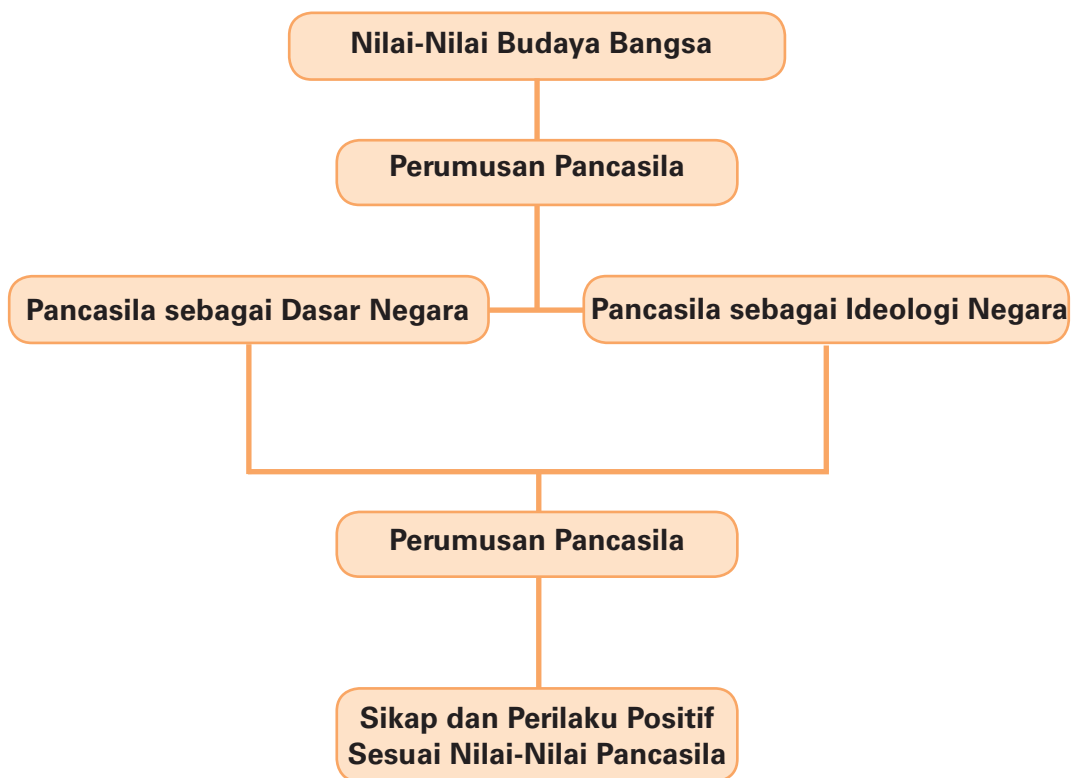 Nilai-Nilai Budaya Bangsa
Perumusan Pancasila
Pancasila sebagai Dasar Negara
Pancasila sebagai Ideologi Negara
Perumusan Pancasila
Sikap dan Perilaku Positif
Sesuai Nilai-Nilai Pancasila